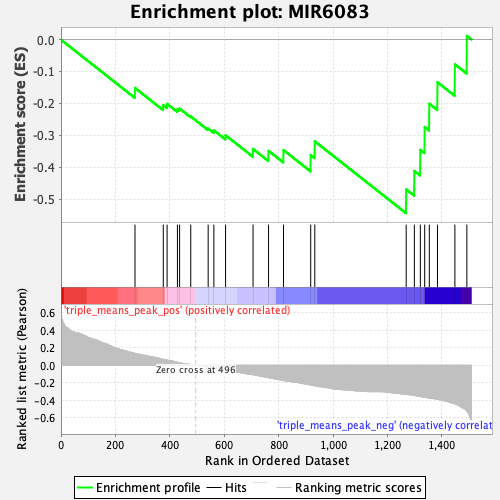 Enrichment plot: MIR6083
Enrichment score (ES)
0.0
-0.1
-0.2
-0.3
-0.4
-0.5
'triple_means_peak_pos' (positively correlated)
Ranked list metric (Pearson)
0.6
0.4
0.2
0.0
-0.2
-0.4
-0.6
Zero cross at 496
'triple_means_peak_neg' (negatively correlat
0 200 400 600 800 1,000 1,200 1,400
Rank in Ordered Dataset
Enrichment profile Hits Ranking metric scores